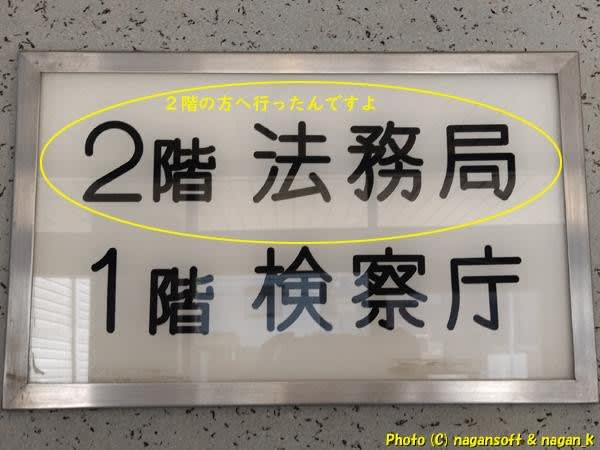 ２階の方へ行ったんですよ
2階 法務局
1階 検察庁
Photo (C) nagansoft & nagan_K